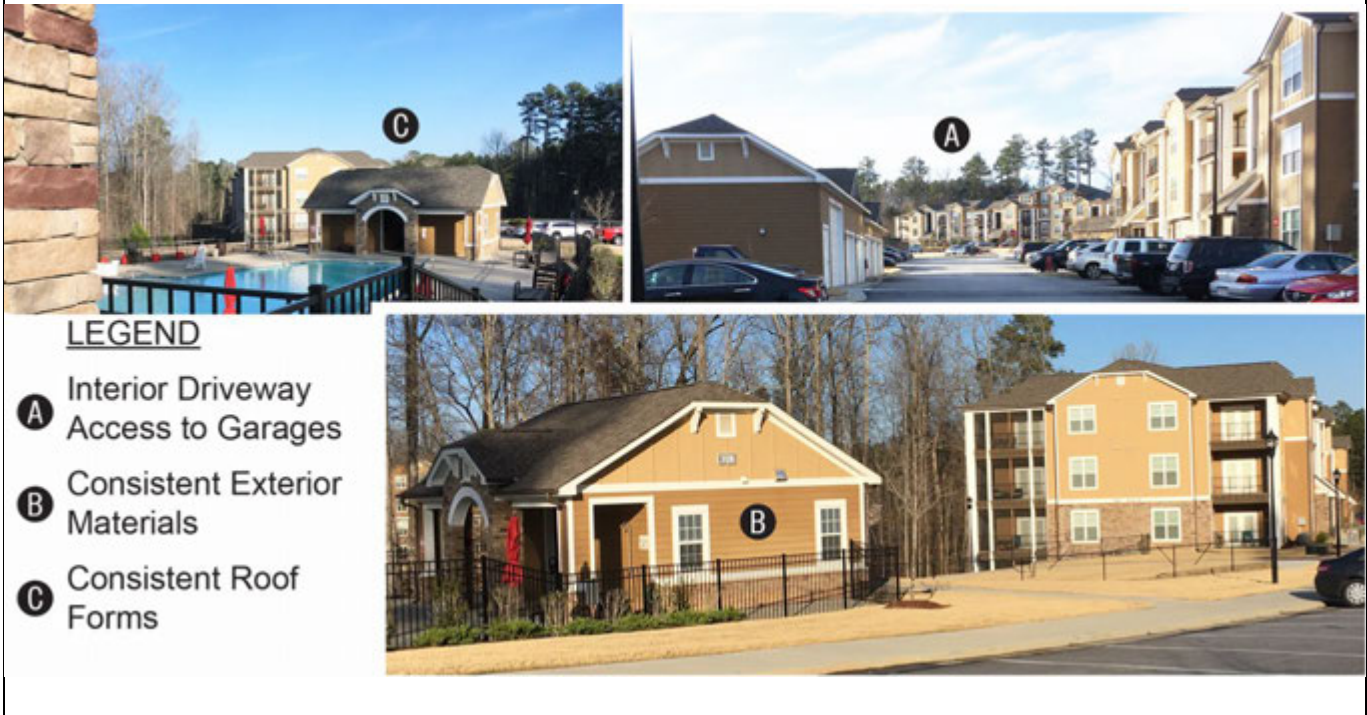 C
A
LEGEND
A Interior Driveway
Access to Garages
B Consistent Exterior
Materials
C Consistent Roof
Forms
B